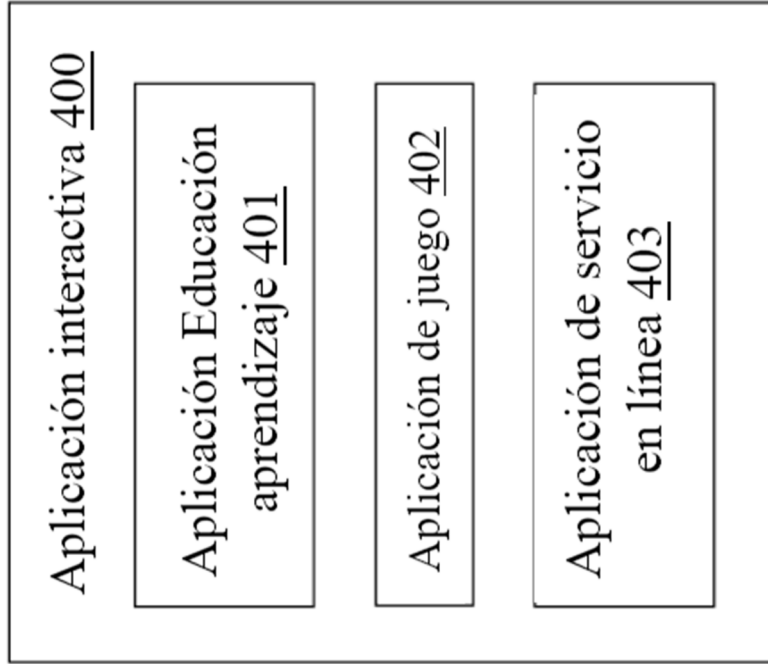 Aplicación interactiva 400
Aplicación Educación
aprendizaje 401
Aplicación de juego 402
Aplicación de servicio
en línea 403